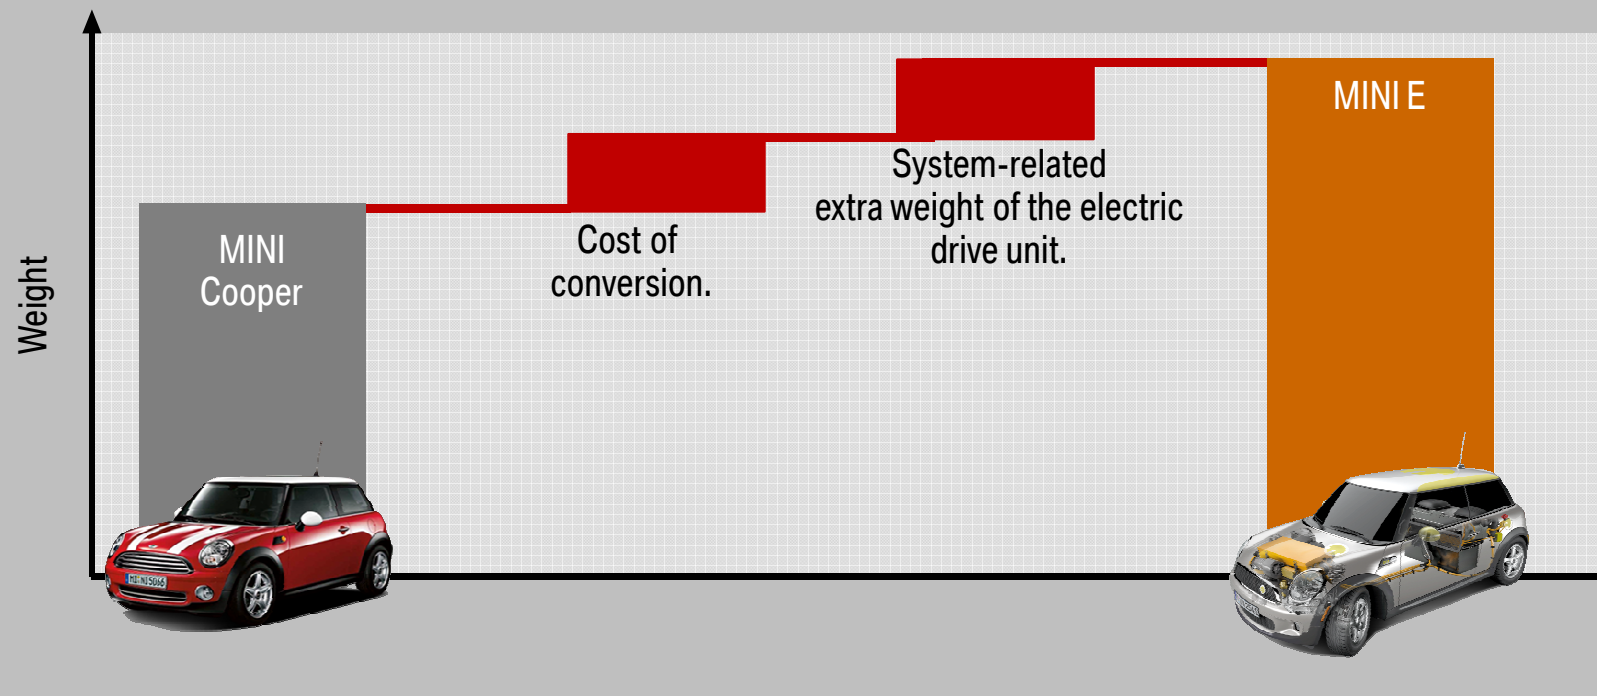 Weight
MINI
Cooper
Cost of
conversion.
System-related
extra weight of the electric
drive unit.
MINI E